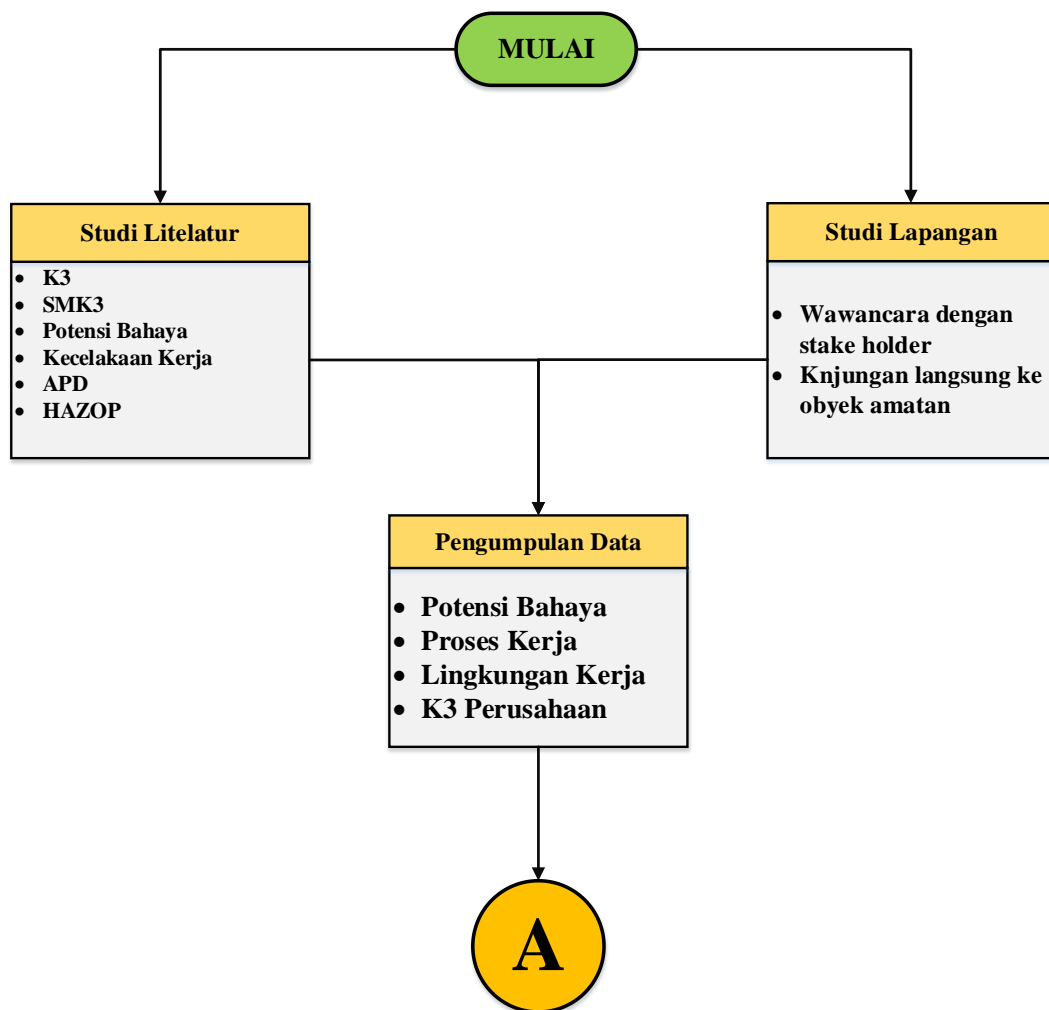 MULAI
Studi Litelatur
• K3
• SMK3
• Potensi Bahaya
• Kecelakaan Kerja
• APD
• HAZOP
Studi Lapangan
• Wawancara dengan
stake holder
• Knjungan langsung ke
obyek amatan
Pengumpulan Data
• Potensi Bahaya
• Proses Kerja
• Lingkungan Kerja
• K3 Perusahaan
A